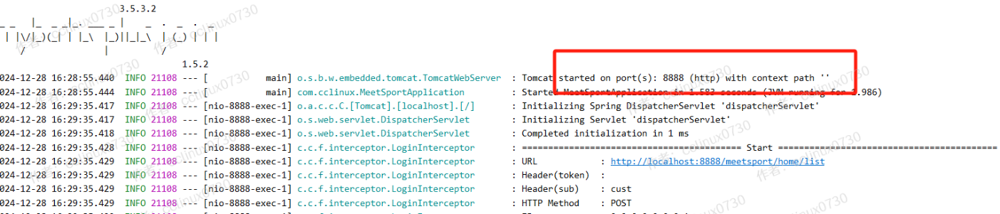 3.5.3.2
1.5.2
024-12-28 16:28:55.440  INFO 21108 --- [           main] o.s.b.w.embedded.tomcat.TomcatWebServer  : Tomcat started on port(s): 8888 (http) with context path ''
024-12-28 16:28:55.444  INFO 21108 --- [           main] com.cclinux.MeetSportApplication         : Started MeetSportApplication in 1.583 seconds (JVM running for 1.986)
024-12-28 16:29:35.417  INFO 21108 --- [nio-8888-exec-1] o.a.c.c.C.[Tomcat].[localhost].[/]       : Initializing Spring DispatcherServlet 'dispatcherServlet'
024-12-28 16:29:35.417  INFO 21108 --- [nio-8888-exec-1] o.s.web.servlet.DispatcherServlet        : Initializing Servlet 'dispatcherServlet'
024-12-28 16:29:35.418  INFO 21108 --- [nio-8888-exec-1] o.s.web.servlet.DispatcherServlet        : Completed initialization in 1 ms
024-12-28 16:29:35.429  INFO 21108 --- [nio-8888-exec-1] c.c.f.interceptor.LoginInterceptor       : ========================================== Start ==========================================
024-12-28 16:29:35.429  INFO 21108 --- [nio-8888-exec-1] c.c.f.interceptor.LoginInterceptor       : URL            : http://localhost:8888/meetsport/home/list
024-12-28 16:29:35.429  INFO 21108 --- [nio-8888-exec-1] c.c.f.interceptor.LoginInterceptor       : Header(token)  :
024-12-28 16:29:35.429  INFO 21108 --- [nio-8888-exec-1] c.c.f.interceptor.LoginInterceptor       : Header(sub)    : cust
024-12-28 16:29:35.429  INFO 21108 --- [nio-8888-exec-1] c.c.f.interceptor.LoginInterceptor       : HTTP Method    : POST
作者：cclinux0730